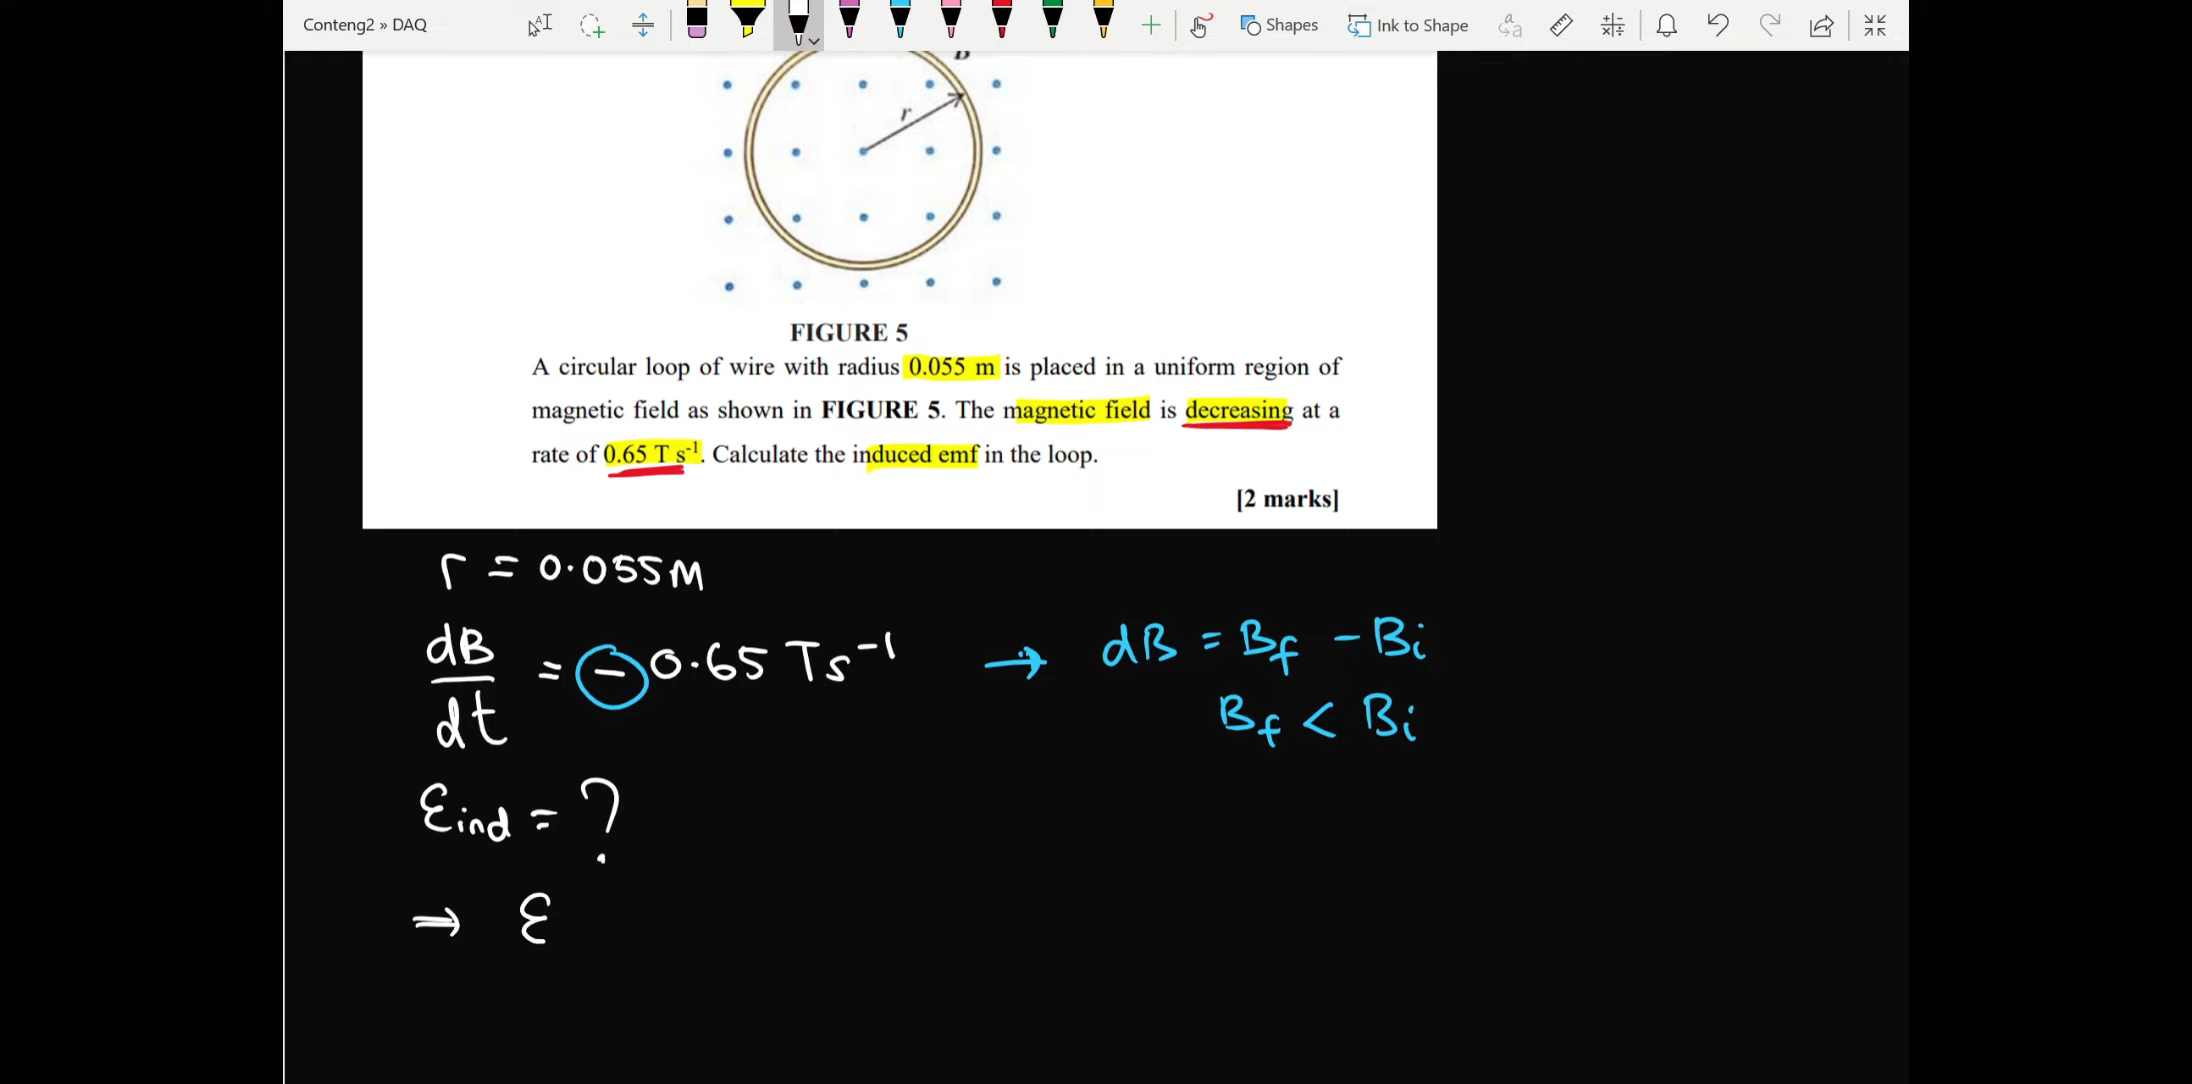 Conteng2 » DAQ
Shapes
Ink to Shape
B
r
FIGURE 5
A circular loop of wire with radius 0.055 m is placed in a uniform region of
magnetic field as shown in FIGURE 5. The magnetic field is decreasing at a
rate of 0.65 T s⁻¹. Calculate the induced emf in the loop.
[2 marks]
r = 0.055m
dB/dt = - 0.65 Ts⁻¹ → dB = Bf - Bi
Bf < Bi
Ɛind = ?
⇒ Ɛ